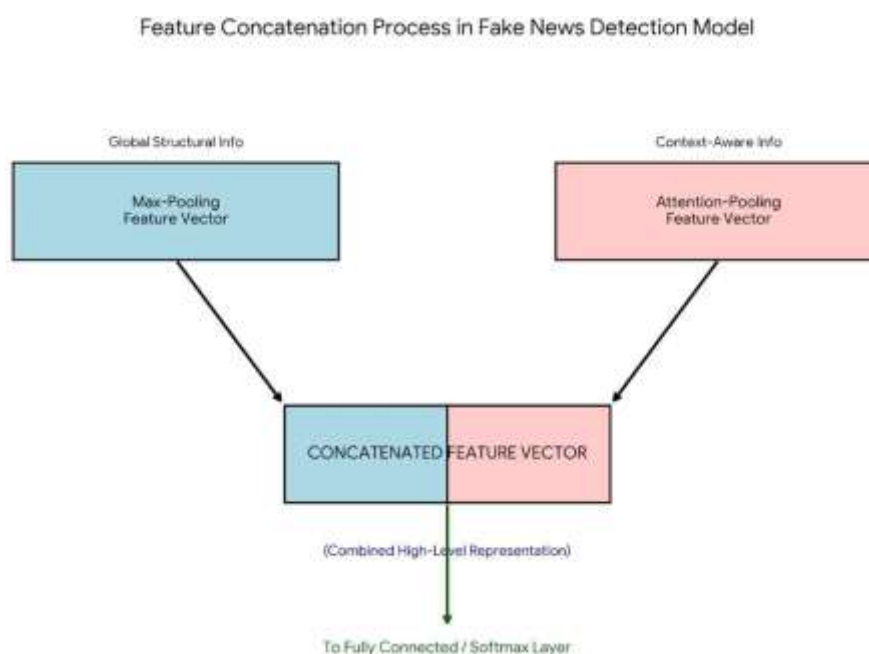 Feature Concatenation Process in Fake News Detection Model
Global Structural Info
Context-Aware Info
Max-Pooling
Feature Vector
Attention-Pooling
Feature Vector
CONCATENATED FEATURE VECTOR
(Combined High-Level Representation)
To Fully Connected / Softmax Layer